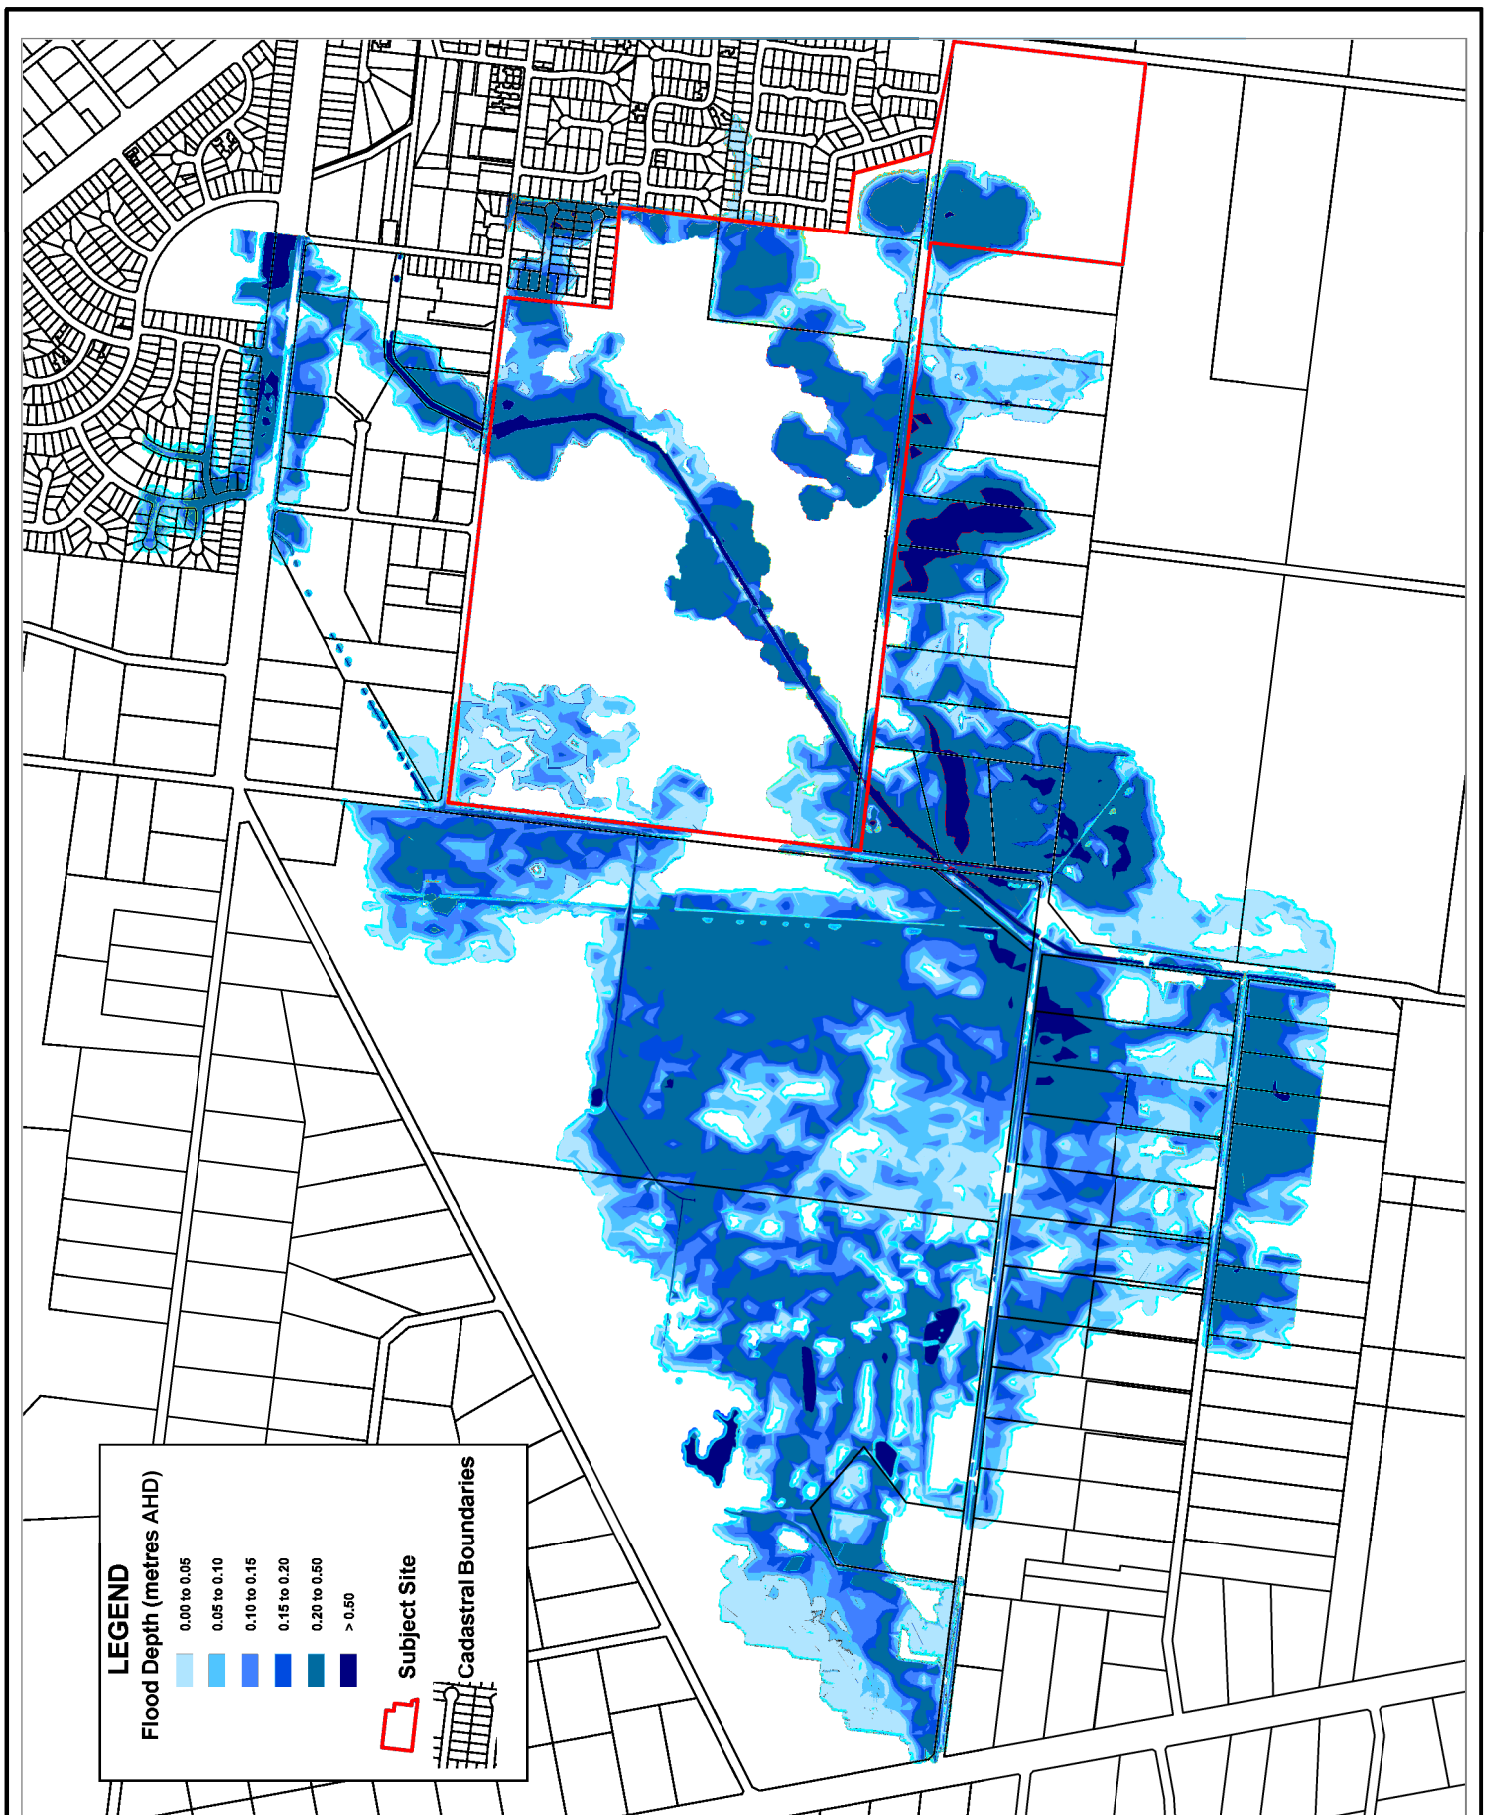 LEGEND
Flood Depth (metres AHD)
0.00 to 0.05
0.05 to 0.10
0.10 to 0.15
0.15 to 0.20
0.20 to 0.50
> 0.50
Subject Site
Cadastral Boundaries